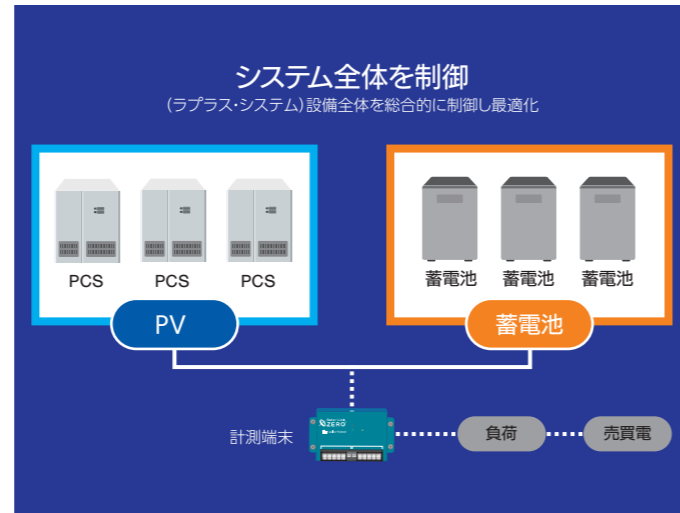 システム全体を制御
(ラプラス・システム)設備全体を総合的に制御し最適化
PCS
PCS
PCS
蓄電池
蓄電池
蓄電池
PV
蓄電池
計測端末
ZERO
負荷
売買電